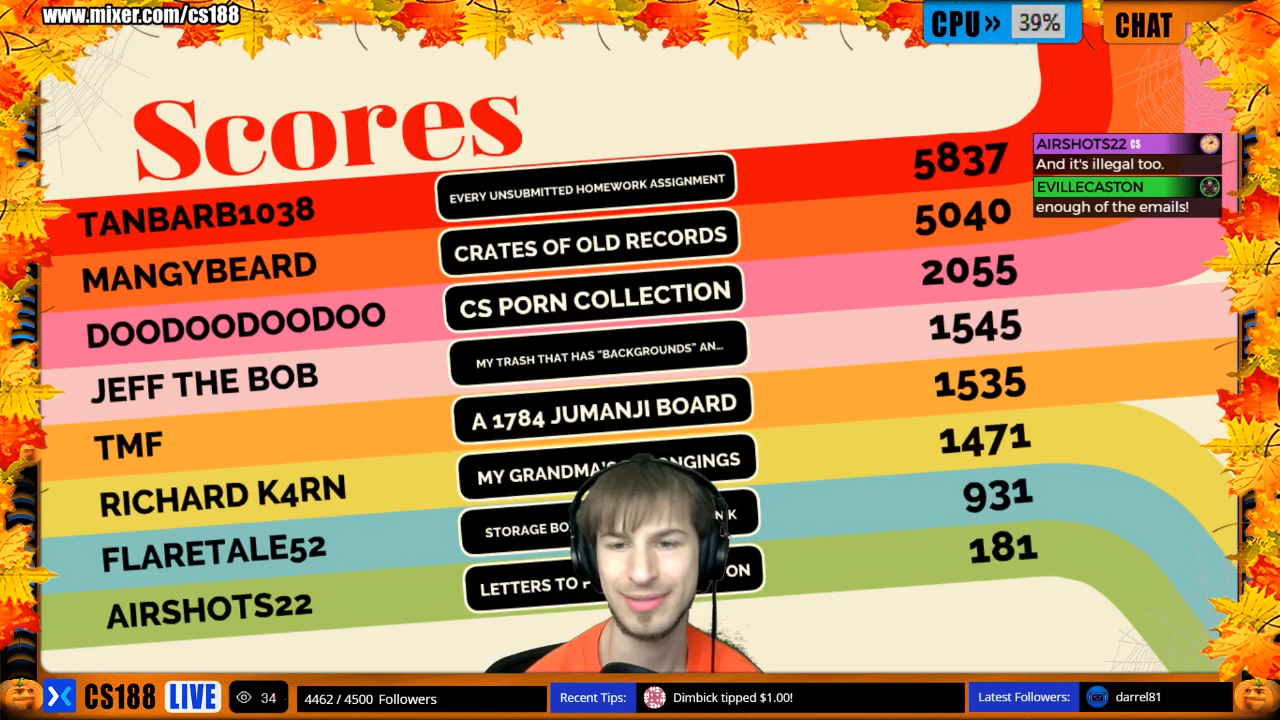 www.mixer.com/cs188
CPU» 39%
CHAT
Scores
TANBARB1038 EVERY UNSUBMITTED HOMEWORK ASSIGNMENT 5837
MANGYBEARD CRATES OF OLD RECORDS 5040
DOODOODOODOO CS PORN COLLECTION 2055
JEFF THE BOB MY TRASH THAT HAS "BACKGROUNDS" AN... 1545
TMF A 1784 JUMANJI BOARD 1535
RICHARD K4RN MY GRANDMA'S 1471
FLARETALE52 STORAGE 931
AIRSHOTS22 LETTERS TO 181
AIRSHOTS22 CS
And it's illegal too.
EVILLECASTON
enough of the emails!
CS188 LIVE 34 4462 / 4500 Followers Recent Tips: Dimbick tipped $1.00! Latest Followers: darrel81